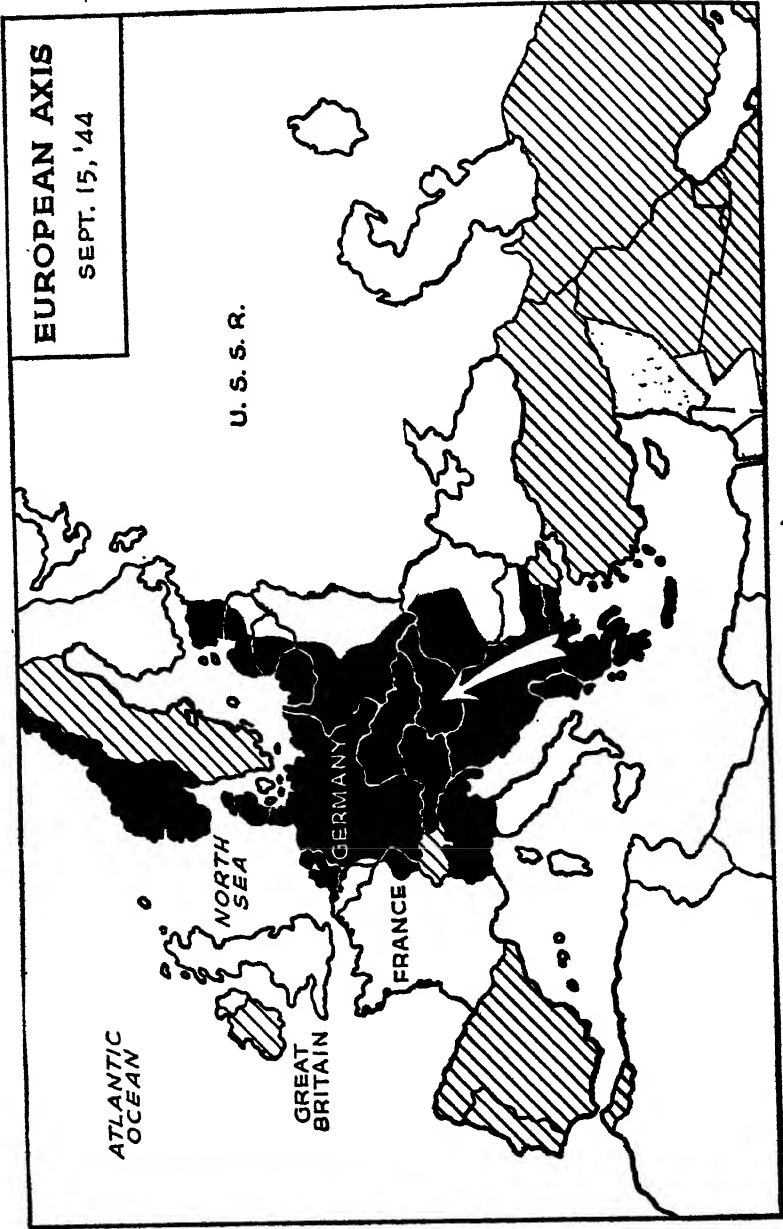 EUROPEAN AXIS
SEPT. 15, '44
ATLANTIC
OCEAN
NORTH
SEA
U. S. S. R.
GREAT
BRITAIN
GERMANY
FRANCE